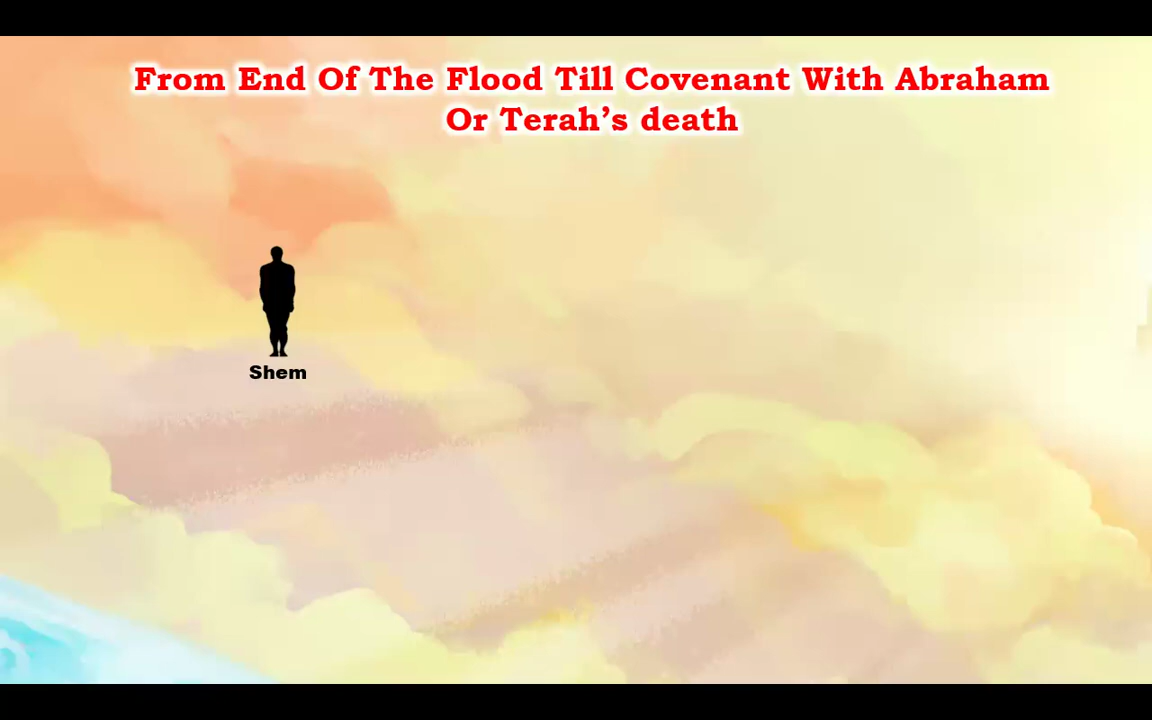 From End Of The Flood Till Covenant With Abraham
Or Terah’s death
Shem